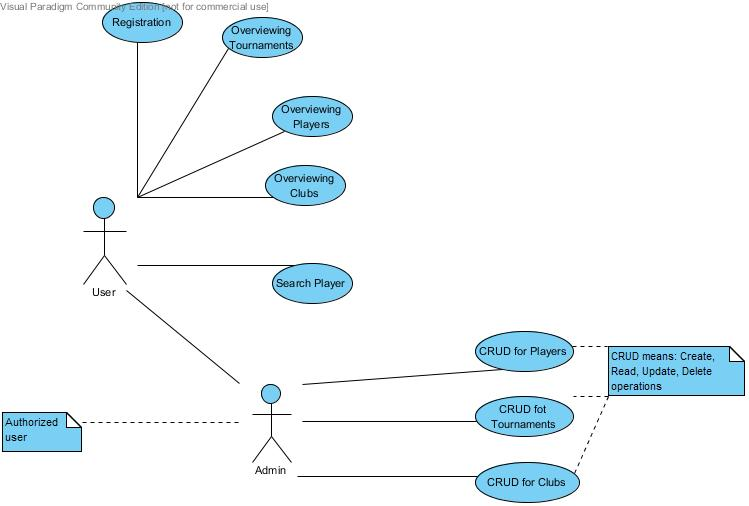 Visual Paradigm Community Edition [not for commercial use]
Registration
Overviewing
Tournaments
Overviewing
Players
Overviewing
Clubs
Search Player
User
CRUD for Players
CRUD means: Create,
Read, Update, Delete
operations
CRUD fot
Tournaments
Authorized
user
Admin
CRUD for Clubs